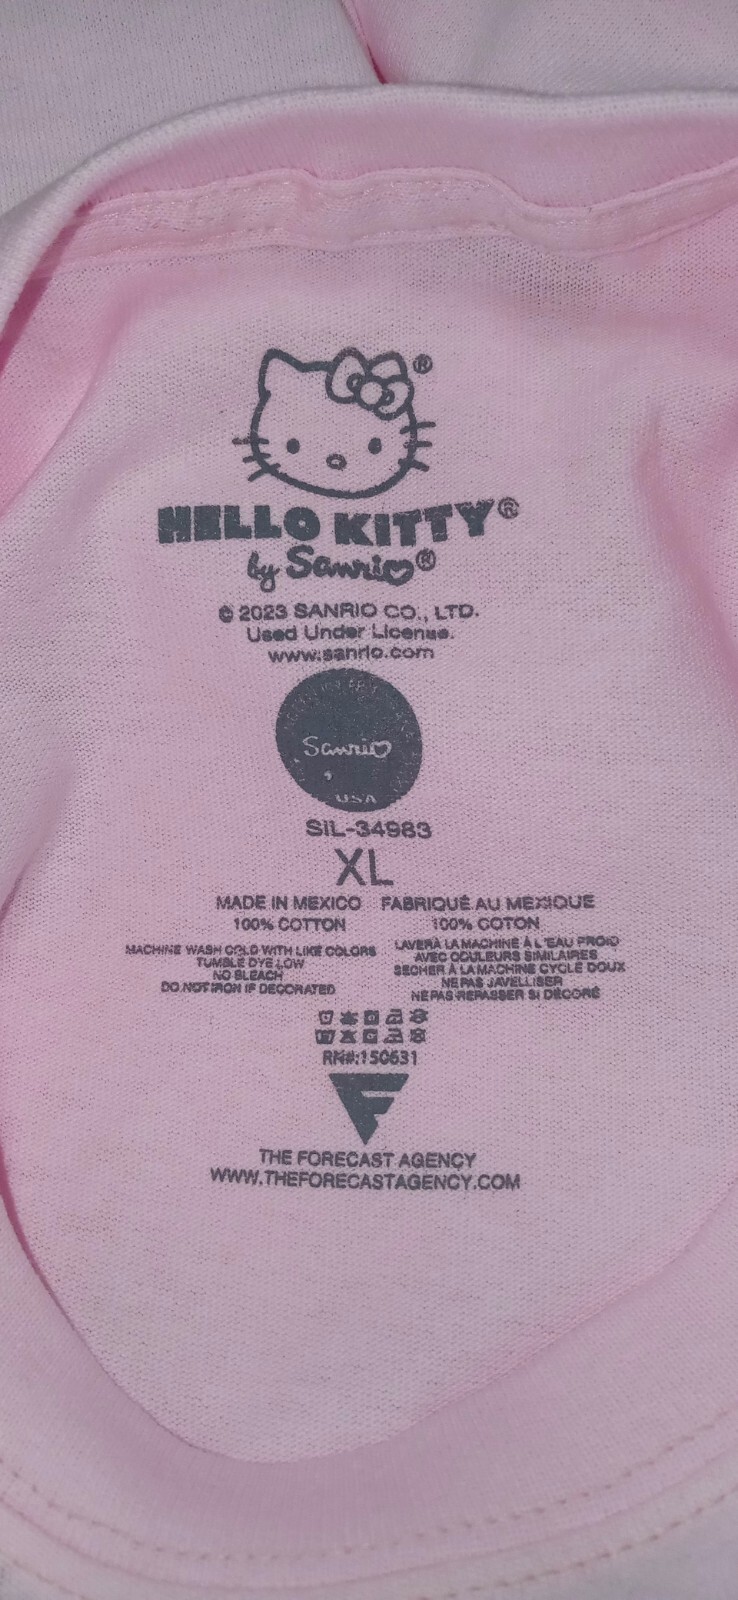 ®
HELLO KITTY®
by Sanrio®
© 2023 SANRIO CO., LTD.
Used Under License.
www.sanrio.com
Sanrio
USA
SIL-34983
XL
MADE IN MEXICO FABRIQUÉ AU MEXIQUE
100% COTTON 100% COTON
MACHINE WASH COLD WITH LIKE COLORS
TUMBLE DYE LOW
NO BLEACH
DO NOT IRON IF DECORATED
LAVER À LA MACHINE À L'EAU FROID
AVEC COULEURS SIMILAIRES
SÉCHER À LA MACHINE CYCLE DOUX
NE PAS JAVELLISER
NE PAS REPASSER SI DÉCORÉ
RN#:150631
THE FORECAST AGENCY
WWW.THEFORECASTAGENCY.COM